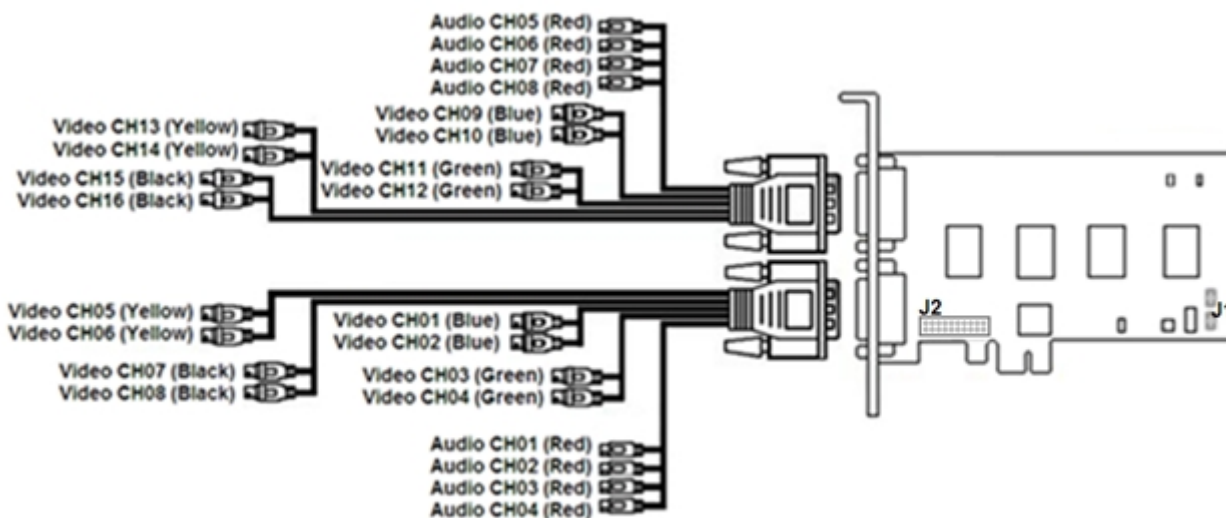 Audio CH05 (Red)
Audio CH06 (Red)
Audio CH07 (Red)
Audio CH08 (Red)
Video CH09 (Blue)
Video CH10 (Blue)
Video CH13 (Yellow)
Video CH14 (Yellow)
Video CH11 (Green)
Video CH12 (Green)
Video CH15 (Black)
Video CH16 (Black)
Video CH05 (Yellow)
Video CH06 (Yellow)
Video CH01 (Blue)
Video CH02 (Blue)
J2
J1
Video CH07 (Black)
Video CH08 (Black)
Video CH03 (Green)
Video CH04 (Green)
Audio CH01 (Red)
Audio CH02 (Red)
Audio CH03 (Red)
Audio CH04 (Red)